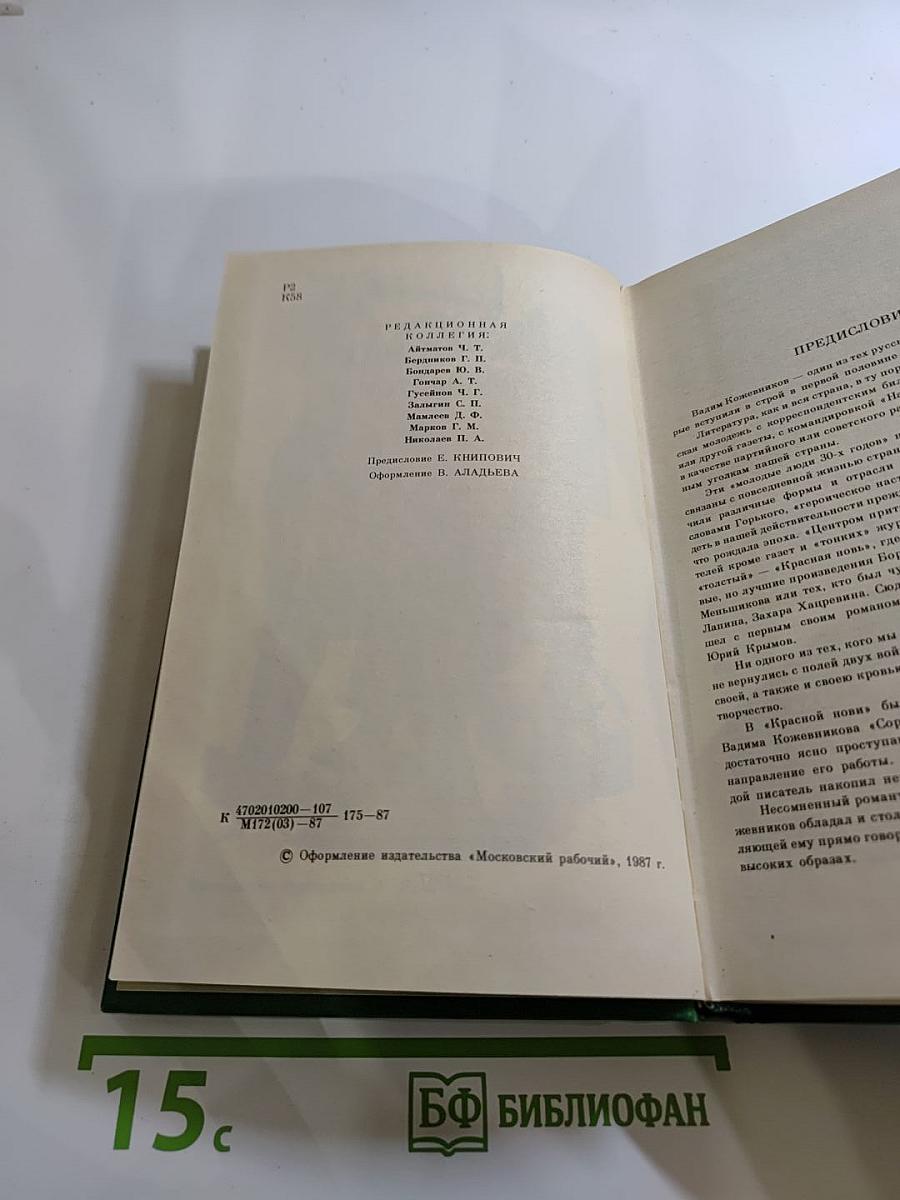 Р2
К58
РЕДАКЦИОННАЯ
КОЛЛЕГИЯ:
Айтматов Ч. Т.
Бердников Г. П.
Бондарев Ю. В.
Гончар А. Т.
Гусейнов Ч. Г.
Залыгин С. П.
Мамлеев Д. Ф.
Марков Г. М.
Николаев П. А.
Предисловие Е. КНИПОВИЧ
Оформление В. АЛАДЬЕВА
К 4702010200—107
М172(03)—87
175—87
© Оформление издательства «Московский рабочий», 1987 г.
ПРЕДИСЛОВИ
Вадим Кожевников — один из тех русс
рые вступили в строй в первой половине
Литература, как и вся страна, в ту пор
ская молодежь с корреспондентским бил
или другой газеты, с командировкой «На
в качестве партийного или советского ра
ным уголкам нашей страны.
Эти «молодые люди 30-х годов»
связаны с повседневной жизнью стран
чили различные формы и отрасли
словами Горького, «героическое наст
деть в нашей действительности преж
что рождала эпоха. «Центром прит
телей кроме газет и «тонких» жур
«толстый» — «Красная новь», где
вые, но лучшие произведения Бор
Меньшикова или тех, кто был чу
Лапина, Захара Хацревина. Сюд
шел с первым своим романом
Юрий Крымов.
Ни одного из тех, кого мы
не вернулись с полей двух вой
своей, а также и своею кровью
творчество.
В «Красной нови» бы
Вадима Кожевникова «Сор
достаточно ясно проступа
направление его работы.
дой писатель накопил не
Несомненный романт
жевников обладал и стол
ляющей ему прямо говор
высоких образах.
15 с
БФ БИБЛИОФАН